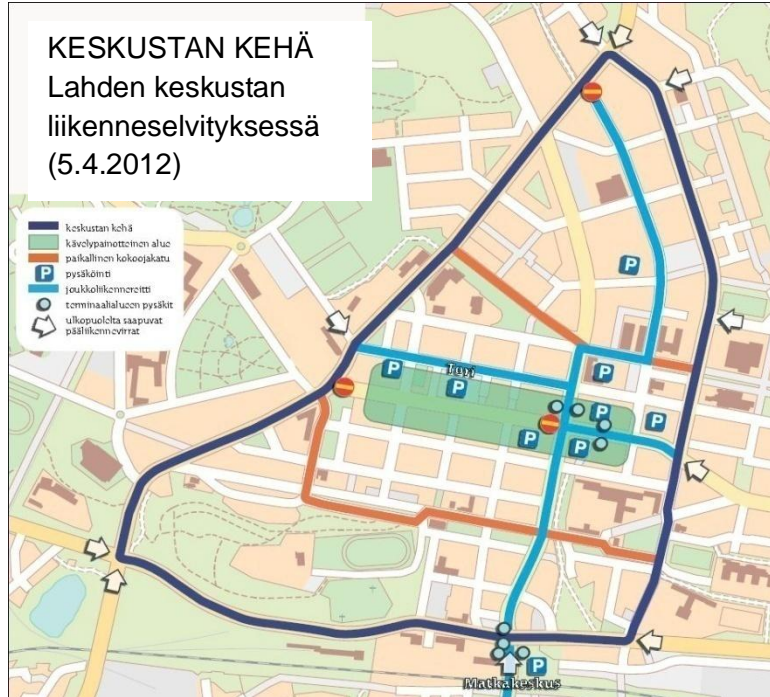 KESKUSTAN KEHÄ
Lahden keskustan
liikenneselvityksessä
(5.4.2012)
keskustan kehä
kävelypainotteinen alue
paikallinen kokoojakatu
P pysäköinti
joukkoliikennereitti
terminaalialueen pysäkit
ulkopuolelta saapuvat
pääliikennevirrat
P
Tori
P
P
P
P
P
P
P
P
Matkakeskus